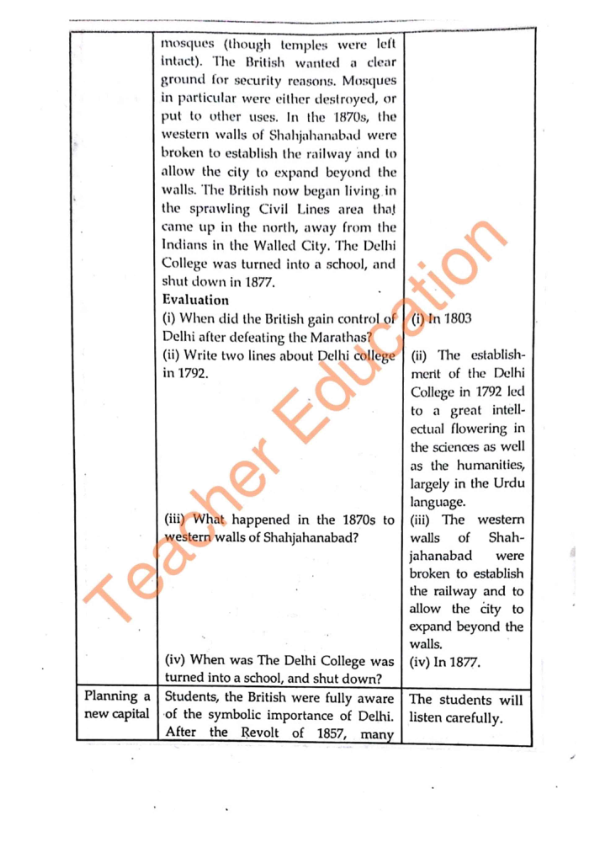 mosques (though temples were left
intact). The British wanted a clear
ground for security reasons. Mosques
in particular were either destroyed, or
put to other uses. In the 1870s, the
western walls of Shahjahanabad were
broken to establish the railway and to
allow the city to expand beyond the
walls. The British now began living in
the sprawling Civil Lines area that
came up in the north, away from the
Indians in the Walled City. The Delhi
College was turned into a school, and
shut down in 1877.
Evaluation
(i) When did the British gain control of
Delhi after defeating the Marathas?
(i) In 1803
(ii) Write two lines about Delhi college
in 1792.
(ii) The establish-
ment of the Delhi
College in 1792 led
to a great intell-
ectual flowering in
the sciences as well
as the humanities,
largely in the Urdu
language.
(iii) What happened in the 1870s to
western walls of Shahjahanabad?
(iii) The western
walls of Shah-
jahanabad were
broken to establish
the railway and to
allow the city to
expand beyond the
walls.
(iv) When was The Delhi College was
turned into a school, and shut down?
(iv) In 1877.
Planning a
new capital
Students, the British were fully aware
of the symbolic importance of Delhi.
After the Revolt of 1857, many
The students will
listen carefully.
Teacher Education